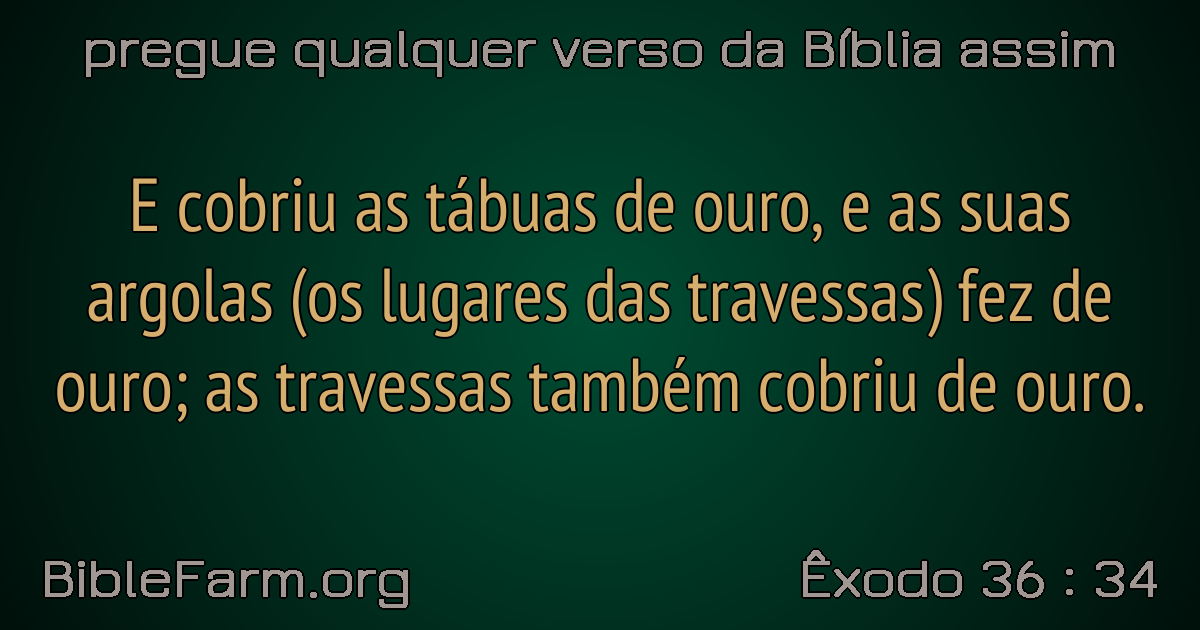 pregue qualquer verso da Bíblia assim
E cobriu as tábuas de ouro, e as suas
argolas (os lugares das travessas) fez de
ouro; as travessas também cobriu de ouro.
BibleFarm.org
Êxodo 36 : 34